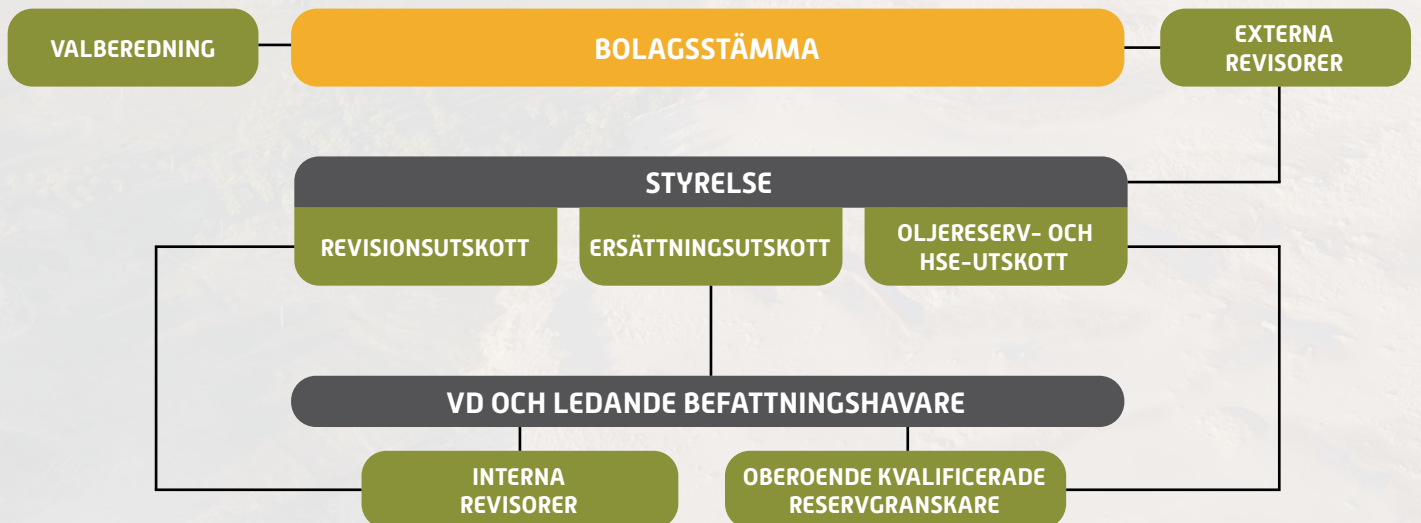 VALBEREDNING
BOLAGSSTÄMMA
EXTERNA
REVISORER
STYRELSE
REVISIONSUTSKOTT
ERSÄTTNINGSUTSKOTT
OLJERESERV- OCH
HSE-UTSKOTT
VD OCH LEDANDE BEFATTNINGSHAVARE
INTERNA
REVISORER
OBEROENDE KVALIFICERADE
RESERVGRANSKARE